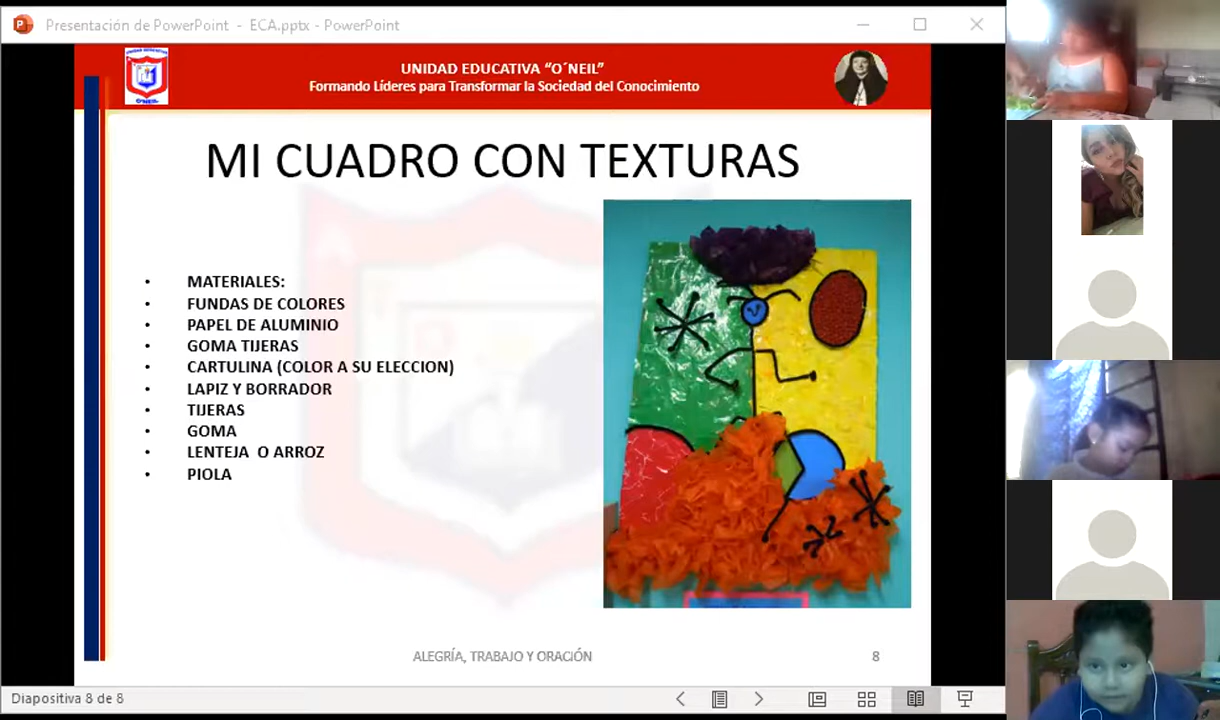 Presentación de PowerPoint - ECA.pptx - PowerPoint
UNIDAD EDUCATIVA "O´NEIL"
Formando Líderes para Transformar la Sociedad del Conocimiento
O'NEIL
MI CUADRO CON TEXTURAS
• MATERIALES:
• FUNDAS DE COLORES
• PAPEL DE ALUMINIO
• GOMA TIJERAS
• CARTULINA (COLOR A SU ELECCION)
• LAPIZ Y BORRADOR
• TIJERAS
• GOMA
• LENTEJA O ARROZ
• PIOLA
ALEGRÍA, TRABAJO Y ORACIÓN
8
Diapositiva 8 de 8